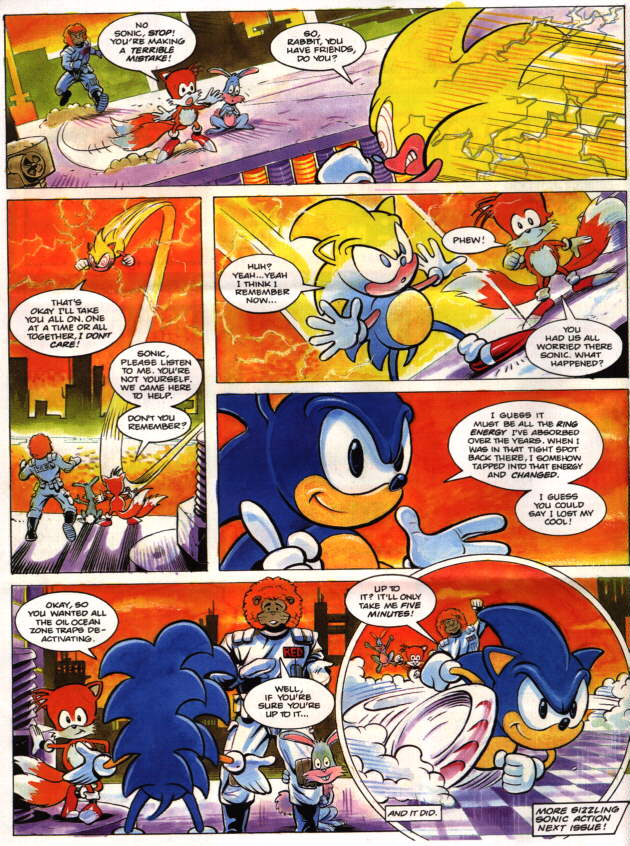 NO
SONIC, STOP!
YOU'RE MAKING
A TERRIBLE
MISTAKE!
SO,
RABBIT, YOU
HAVE FRIENDS,
DO YOU?
THAT'S
OKAY I'LL TAKE
YOU ALL ON. ONE
AT A TIME OR ALL
TOGETHER, I DON'T
CARE!
SONIC,
PLEASE LISTEN
TO ME. YOU'RE
NOT YOURSELF.
WE CAME HERE
TO HELP.
DON'T YOU
REMEMBER?
HUH?
YEAH...YEAH
I THINK I
REMEMBER
NOW...
PHEW!
YOU
HAD US ALL
WORRIED THERE
SONIC. WHAT
HAPPENED?
I GUESS IT
MUST BE ALL THE RING
ENERGY I'VE ABSORBED
OVER THE YEARS. WHEN I
WAS IN THAT TIGHT SPOT
BACK THERE, I SOMEHOW
TAPPED INTO THAT ENERGY
AND CHANGED.
I GUESS
YOU COULD
SAY I LOST MY
COOL!
OKAY, SO
YOU WANTED ALL
THE OIL OCEAN
ZONE TRAPS DE-
ACTIVATING.
RED
WELL,
IF YOU'RE
SURE YOU'RE
UP TO IT...
UP TO
IT? IT'LL ONLY
TAKE ME FIVE
MINUTES!
AND IT DID.
MORE SIZZLING
SONIC ACTION
NEXT ISSUE!